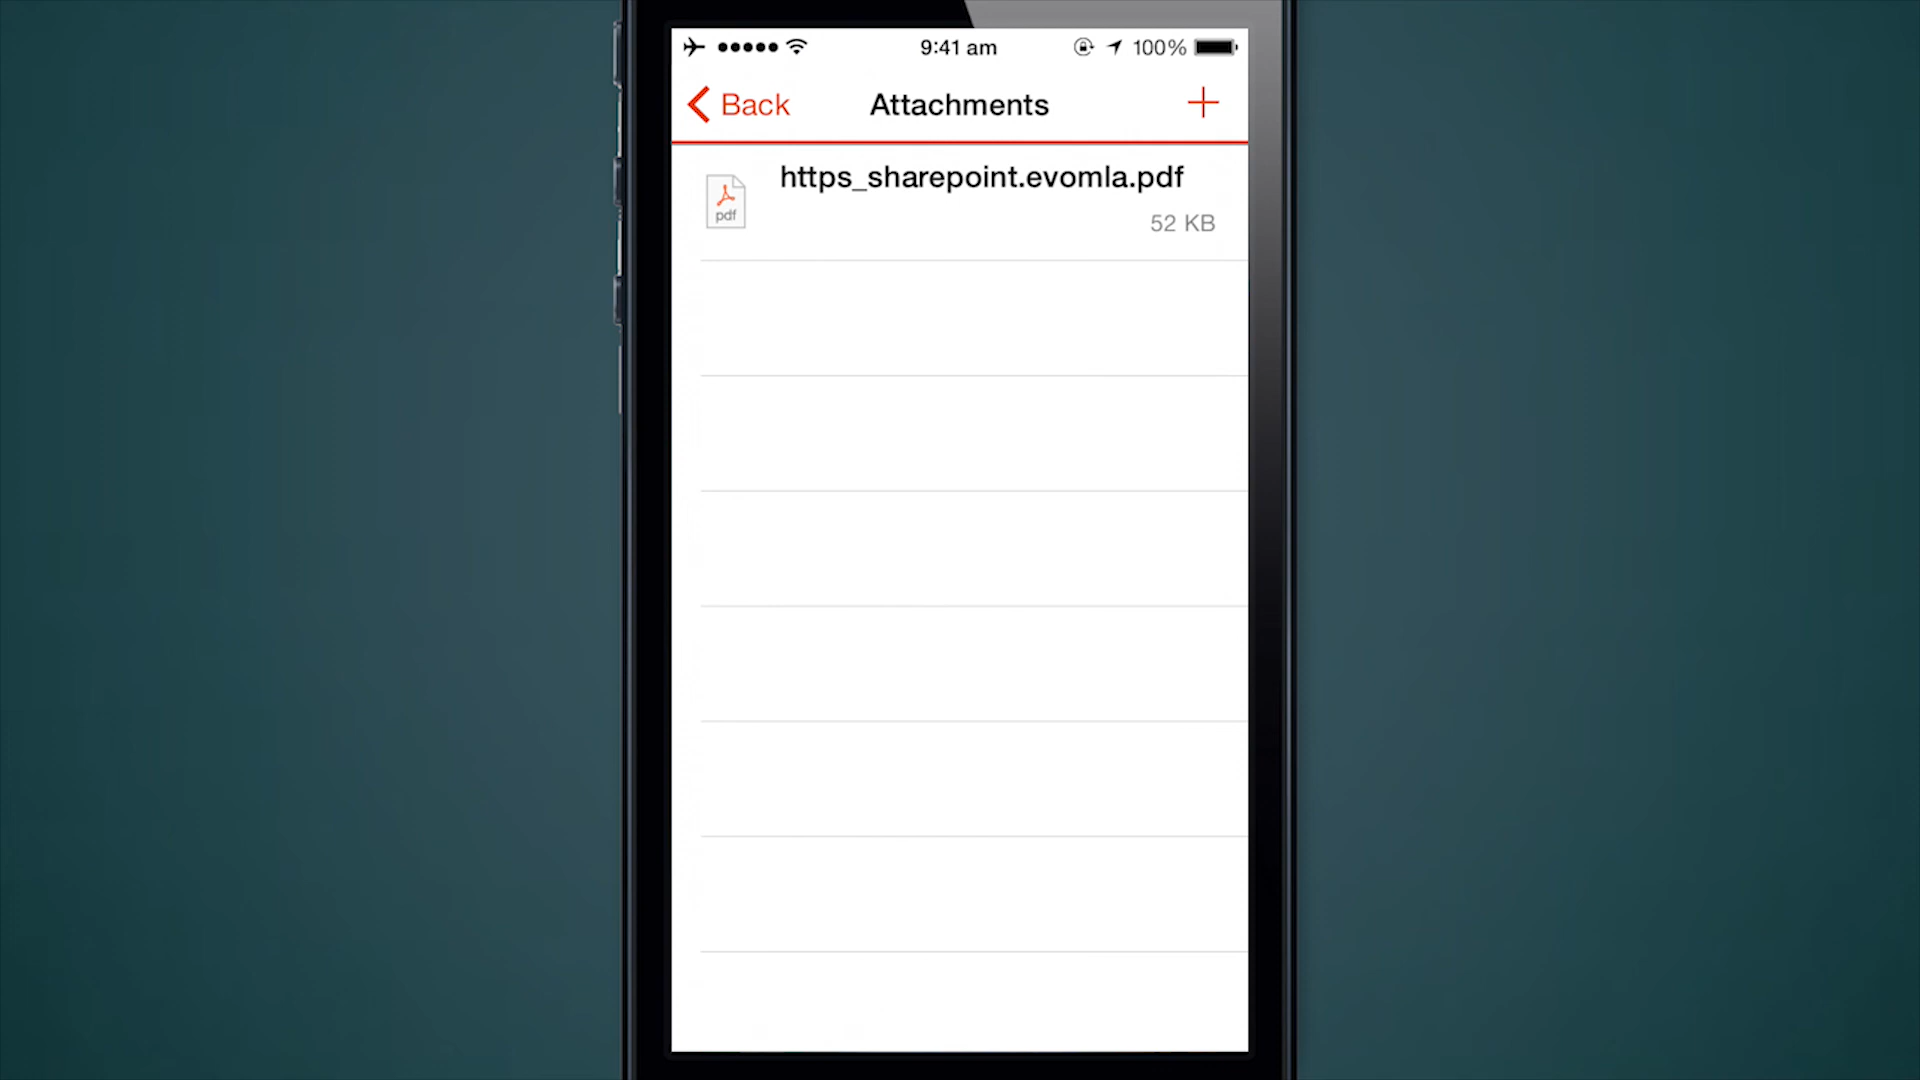 9:41 am
100%
Back
Attachments
https_sharepoint.evomla.pdf
pdf
52 KB